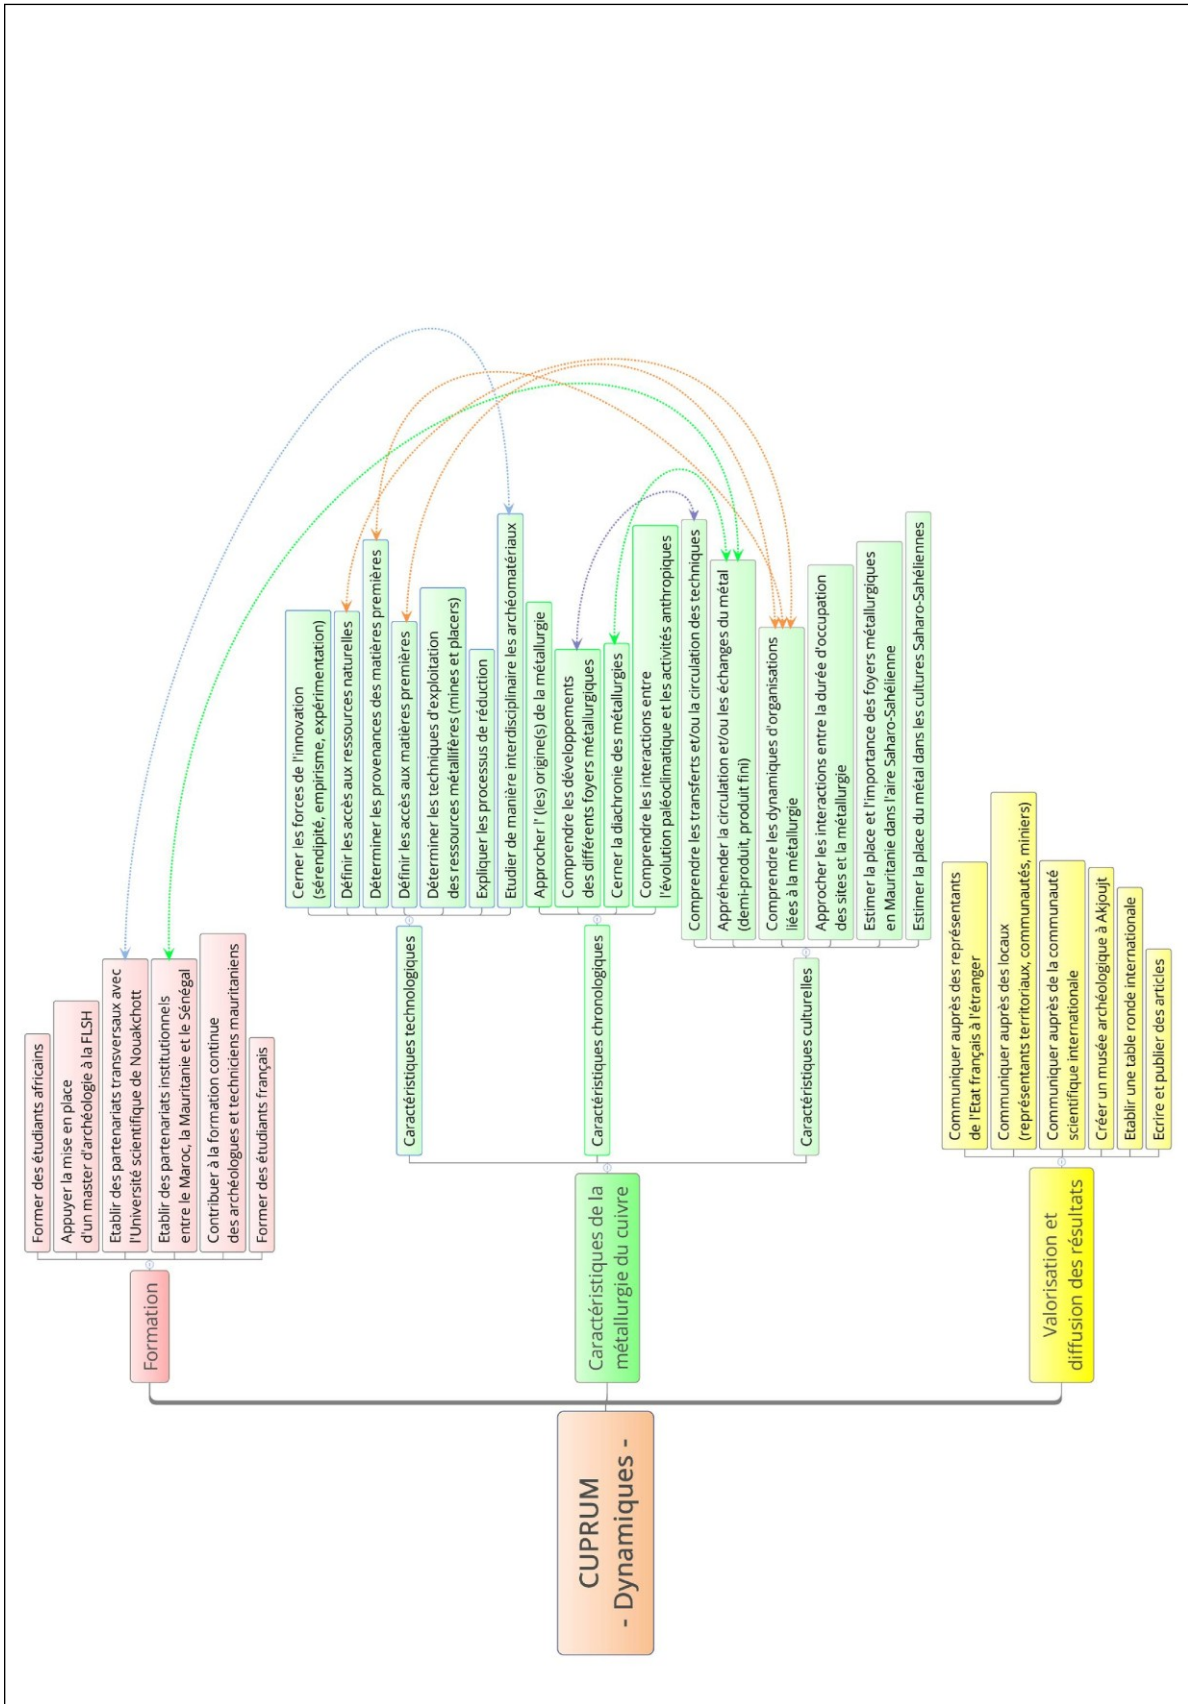 CUPRUM
- Dynamiques -
Formation
Former des étudiants africains
Appuyer la mise en place
d'un master d'archéologie à la FLSH
Etablir des partenariats transversaux avec
l'Université scientifique de Nouakchott
Etablir des partenariats institutionnels
entre le Maroc, la Mauritanie et le Sénégal
Contribuer à la formation continue
des archéologues et techniciens mauritaniens
Former des étudiants français
Caractéristiques de la
métallurgie du cuivre
Caractéristiques technologiques
Cerner les forces de l'innovation
(sérendipité, empirisme, expérimentation)
Définir les accès aux ressources naturelles
Déterminer les provenances des matières premières
Définir les accès aux matières premières
Déterminer les techniques d'exploitation
des ressources métallifères (mines et placers)
Expliquer les processus de réduction
Etudier de manière interdisciplinaire les archéomatériaux
Caractéristiques chronologiques
Approcher l' (les) origine(s) de la métallurgie
Comprendre les développements
des différents foyers métallurgiques
Cerner la diachronie des métallurgies
Comprendre les interactions entre
l'évolution paléoclimatique et les activités anthropiques
Caractéristiques culturelles
Comprendre les transferts et/ou la circulation des techniques
Appréhender la circulation et/ou les échanges du métal
(demi-produit, produit fini)
Comprendre les dynamiques d'organisations
liées à la métallurgie
Approcher les interactions entre la durée d'occupation
des sites et la métallurgie
Estimer la place et l'importance des foyers métallurgiques
en Mauritanie dans l'aire Saharo-Sahélienne
Estimer la place du métal dans les cultures Saharo-Sahéliennes
Valorisation et
diffusion des résultats
Communiquer auprès des représentants
de l'Etat français à l'étranger
Communiquer auprès des locaux
(représentants territoriaux, communautés, miniers)
Communiquer auprès de la communauté
scientifique internationale
Créer un musée archéologique à Akjoujt
Etablir une table ronde internationale
Ecrire et publier des articles